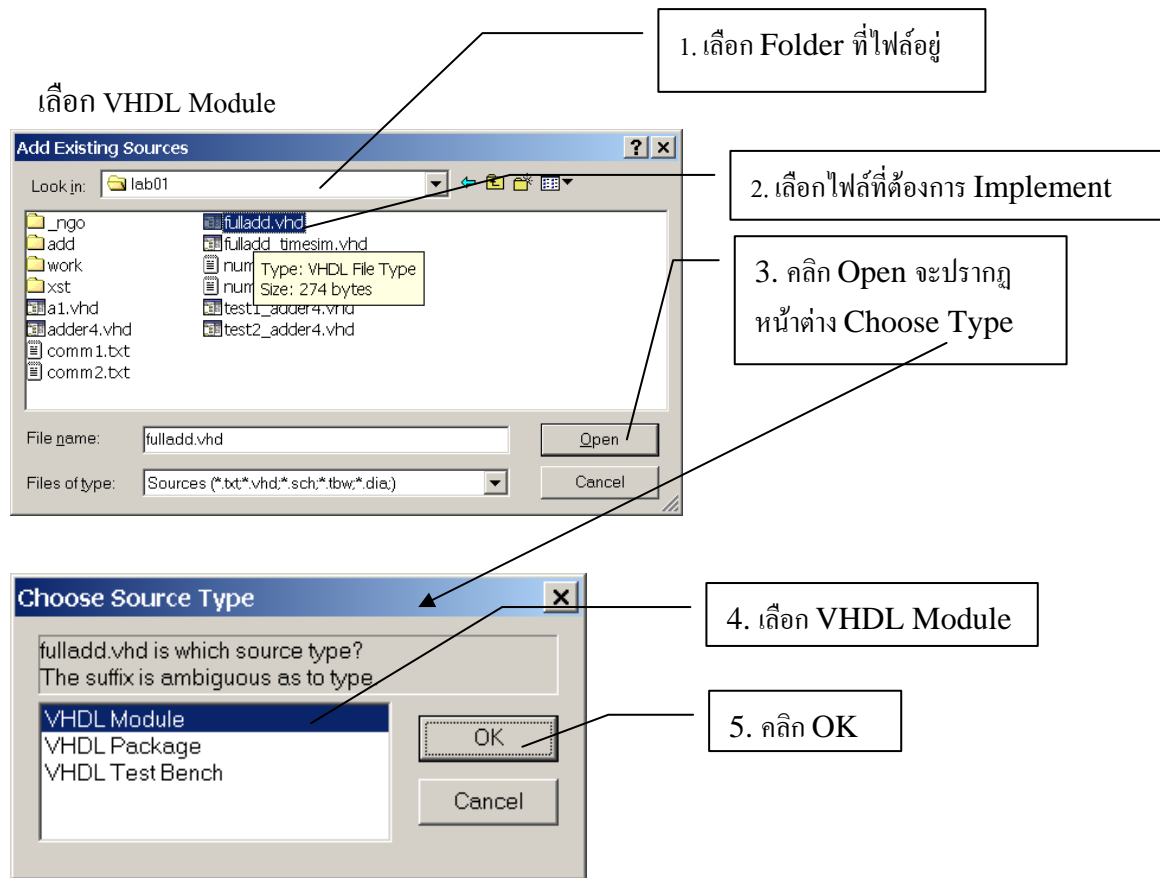 1. เลือก Folder ที่ไฟล์อยู่
เลือก VHDL Module
Add Existing Sources
Look in:
lab01
2. เลือกไฟล์ที่ต้องการ Implement
_ngo
add
work
xst
a1.vhd
adder4.vhd
comm1.txt
comm2.txt
fulladd.vhd
fulladd_timesim.vhd
num
num
test1_adder4.vhd
test2_adder4.vhd
Type: VHDL File Type
Size: 274 bytes
3. คลิก Open จะปรากฏ
หน้าต่าง Choose Type
File name:
fulladd.vhd
Open
Files of type:
Sources (*.txt;*.vhd;*.sch;*.tbw;*.dia;)
Cancel
Choose Source Type
fulladd.vhd is which source type?
The suffix is ambiguous as to type.
VHDL Module
VHDL Package
VHDL Test Bench
OK
Cancel
4. เลือก VHDL Module
5. คลิก OK